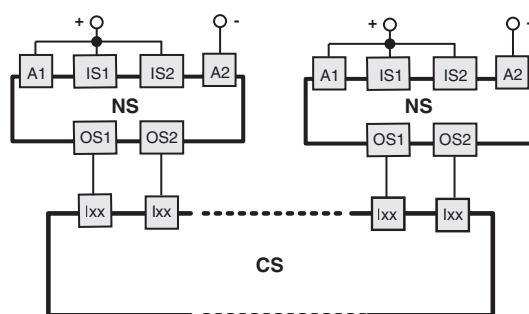 + - + -
A1 IS1 IS2 A2 A1 IS1 IS2 A2
NS NS
OS1 OS2 OS1 OS2
Ixx Ixx Ixx Ixx
CS